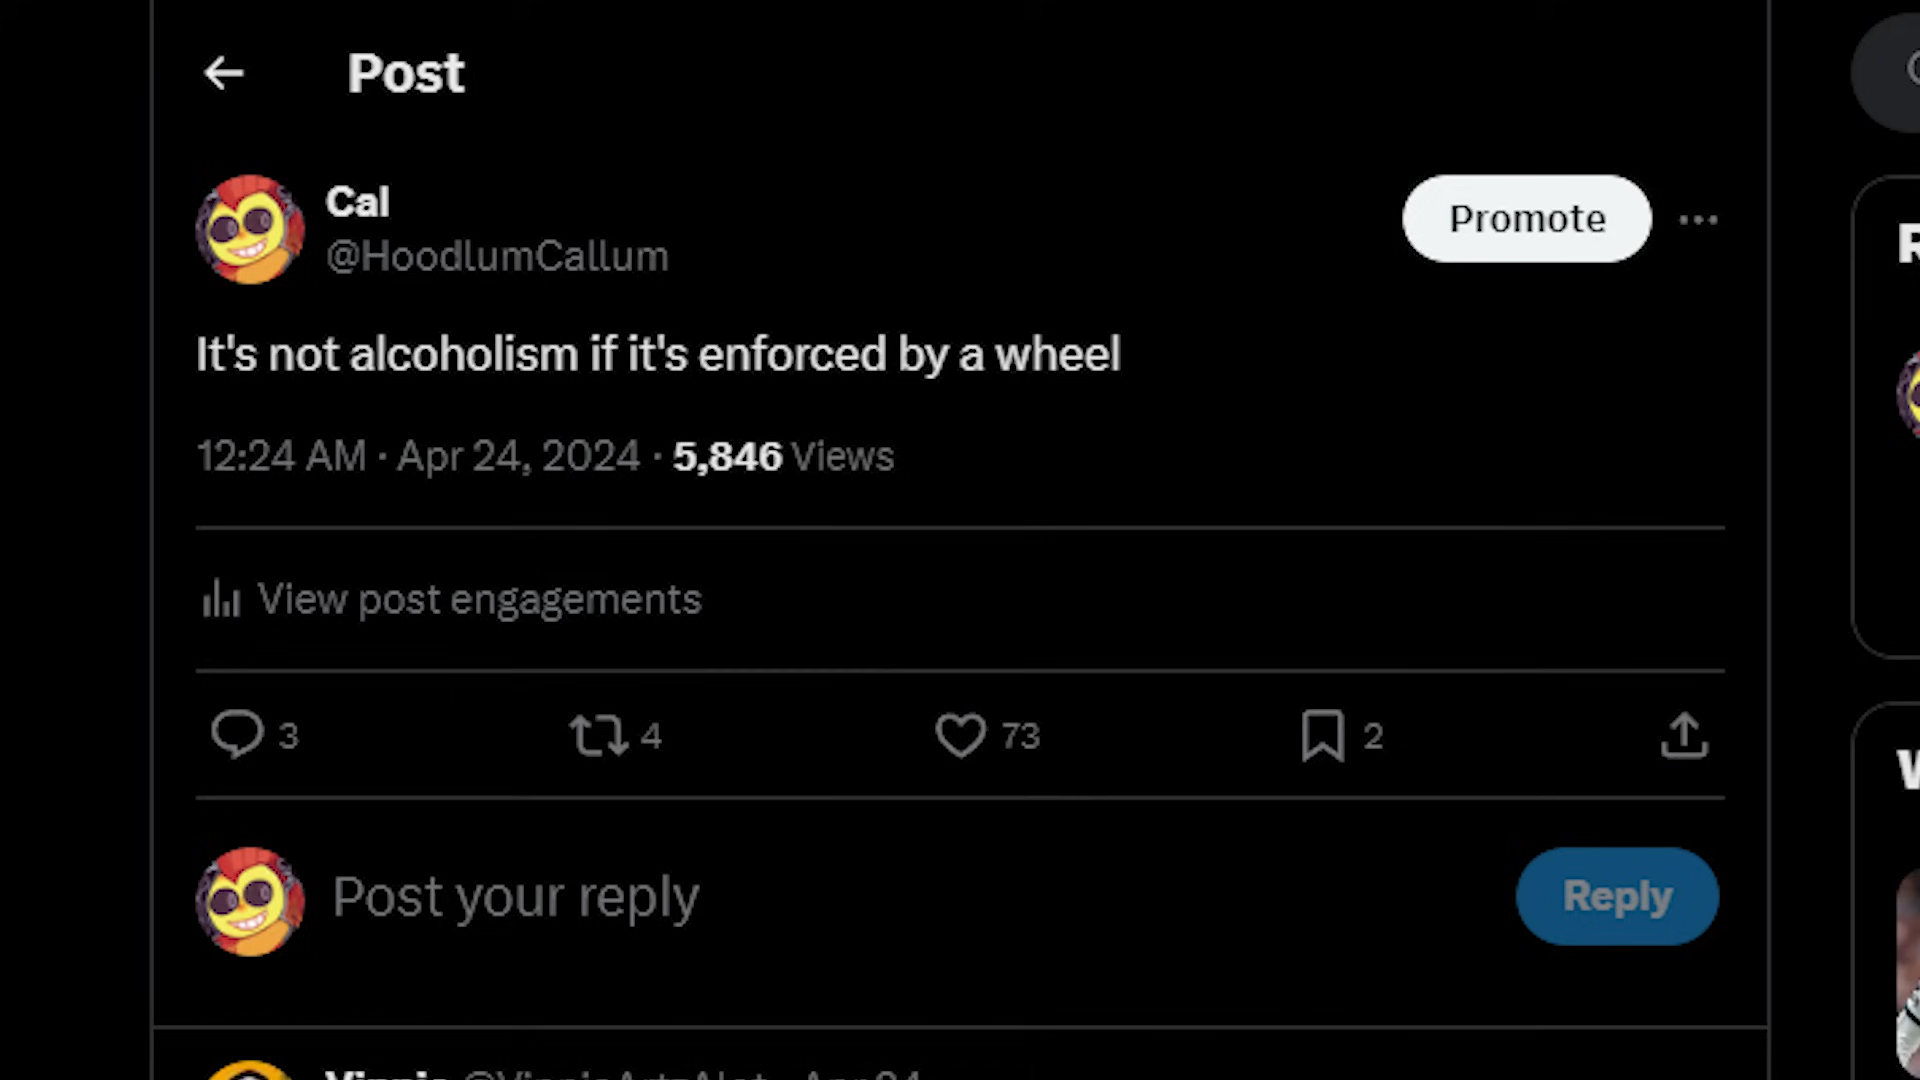 Post
Cal
@HoodlumCallum
Promote
It's not alcoholism if it's enforced by a wheel
12:24 AM · Apr 24, 2024 · 5,846 Views
View post engagements
3 4 73 2
Post your reply
Reply